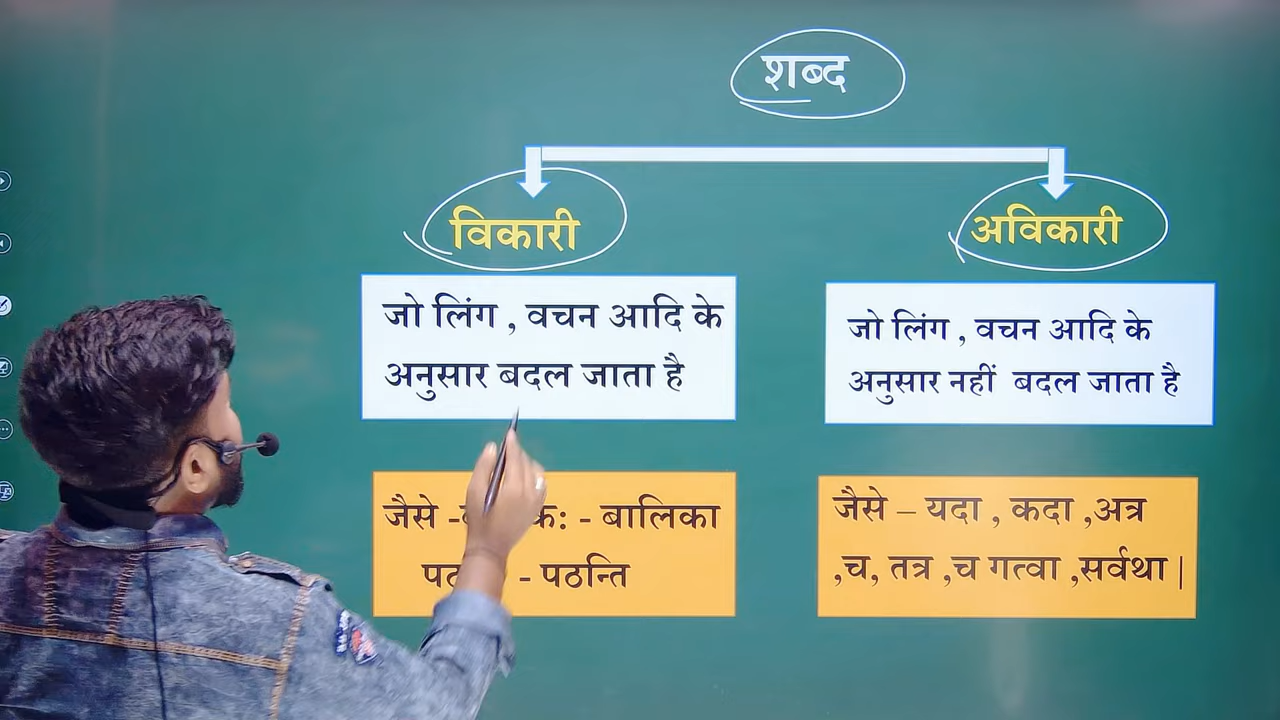 शब्द
विकारी
अविकारी
जो लिंग , वचन आदि के
अनुसार बदल जाता है
जो लिंग , वचन आदि के
अनुसार नहीं बदल जाता है
जैसे - - बालिका
- पठन्ति
जैसे – यदा , कदा ,अत्र
,च, तत्र ,च गत्वा ,सर्वथा |